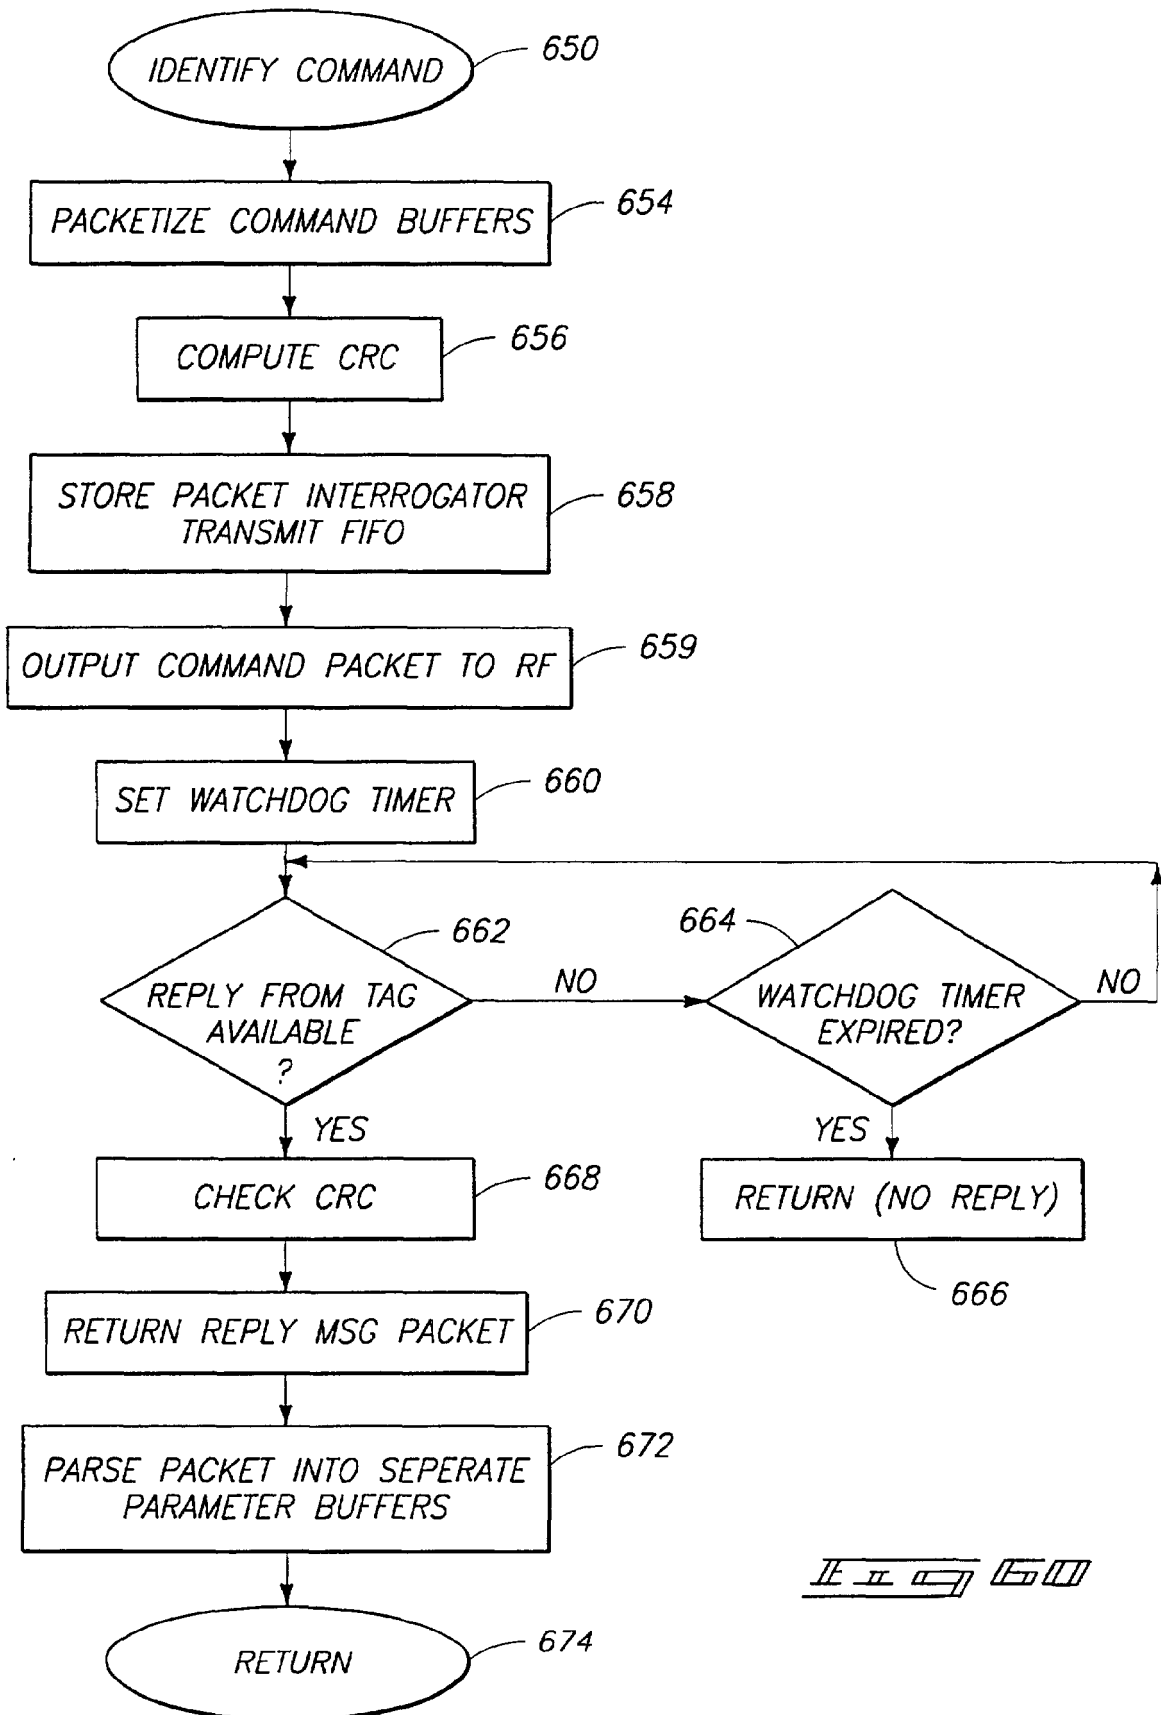 IDENTIFY COMMAND
650
PACKETIZE COMMAND BUFFERS
654
COMPUTE CRC
656
STORE PACKET INTERROGATOR
TRANSMIT FIFO
658
OUTPUT COMMAND PACKET TO RF
659
SET WATCHDOG TIMER
660
662
REPLY FROM TAG
AVAILABLE
?
NO
664
WATCHDOG TIMER
EXPIRED?
NO
YES
YES
CHECK CRC
668
RETURN (NO REPLY)
666
RETURN REPLY MSG PACKET
670
PARSE PACKET INTO SEPERATE
PARAMETER BUFFERS
672
RETURN
674
Fig 60